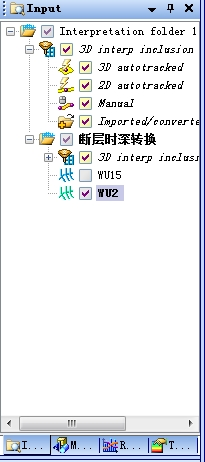 Input
Interpretation folder 1
3D interp inclusion
3D autotracked
2D autotracked
Manual
Imported/converte
断层时深转换
3D interp inclus
WU15
WU2
I...
M...
R...
T...